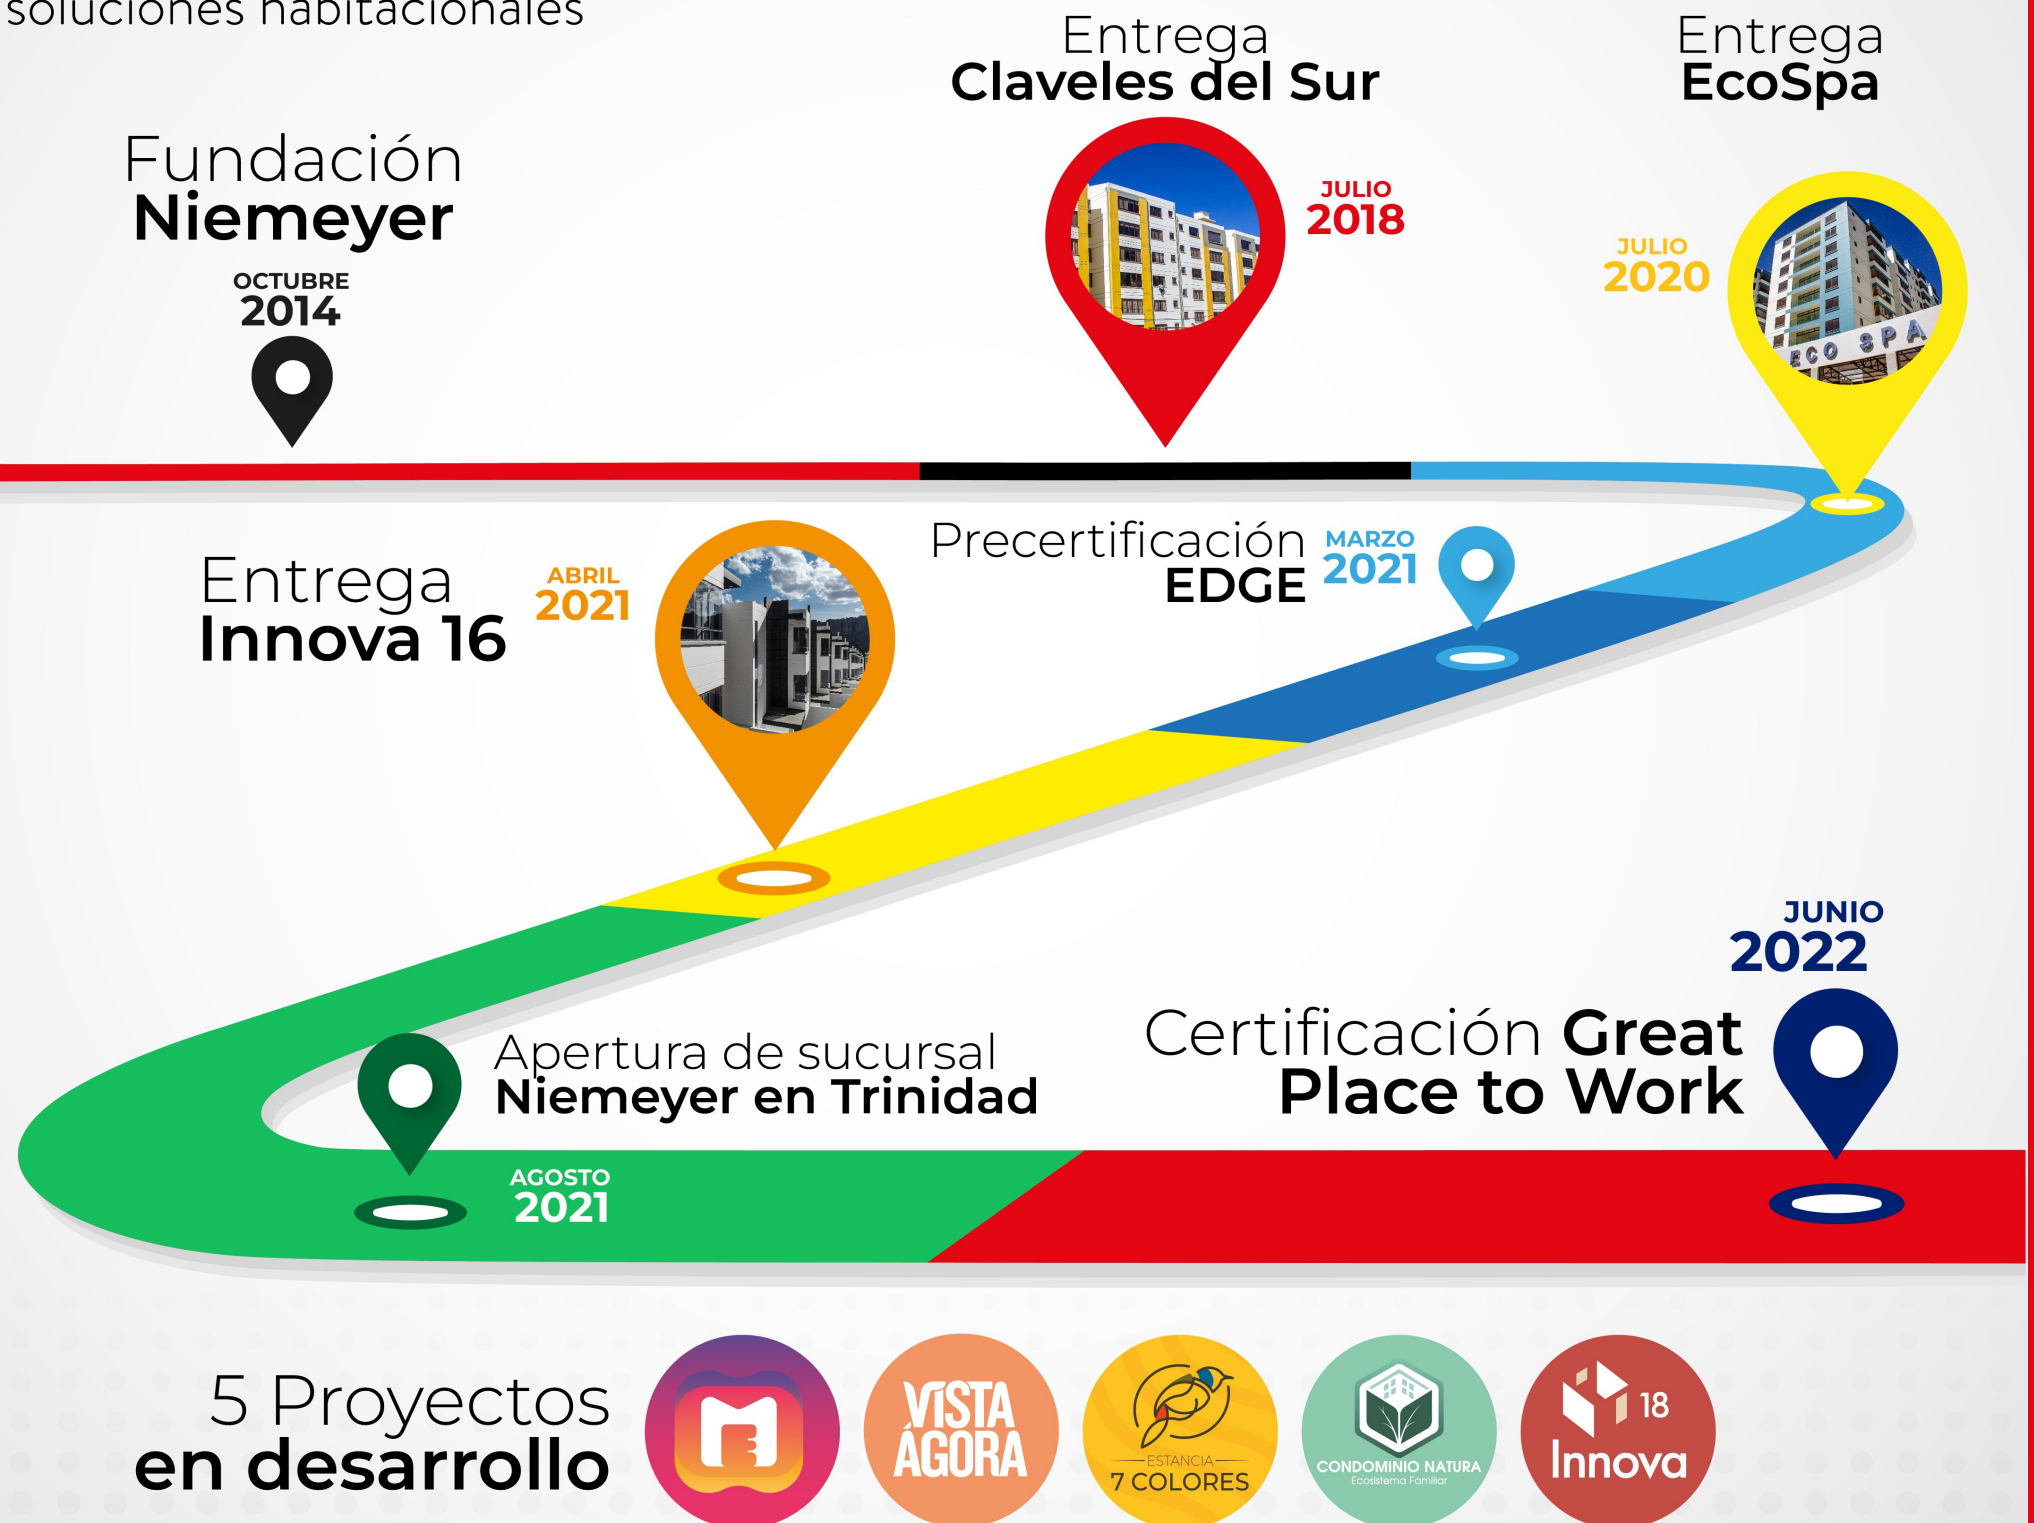 soluciones habitacionales
Fundación
Niemeyer
OCTUBRE
2014
Entrega
Claveles del Sur
JULIO
2018
Entrega
EcoSpa
JULIO
2020
ECO SPA
Precertificación
EDGE
MARZO
2021
Entrega
Innova 16
ABRIL
2021
Apertura de sucursal
Niemeyer en Trinidad
AGOSTO
2021
JUNIO
2022
Certificación Great
Place to Work
5 Proyectos
en desarrollo
VISTA
ÁGORA
ESTANCIA
7 COLORES
CONDOMINIO NATURA
Ecosistema Familiar
18
Innova